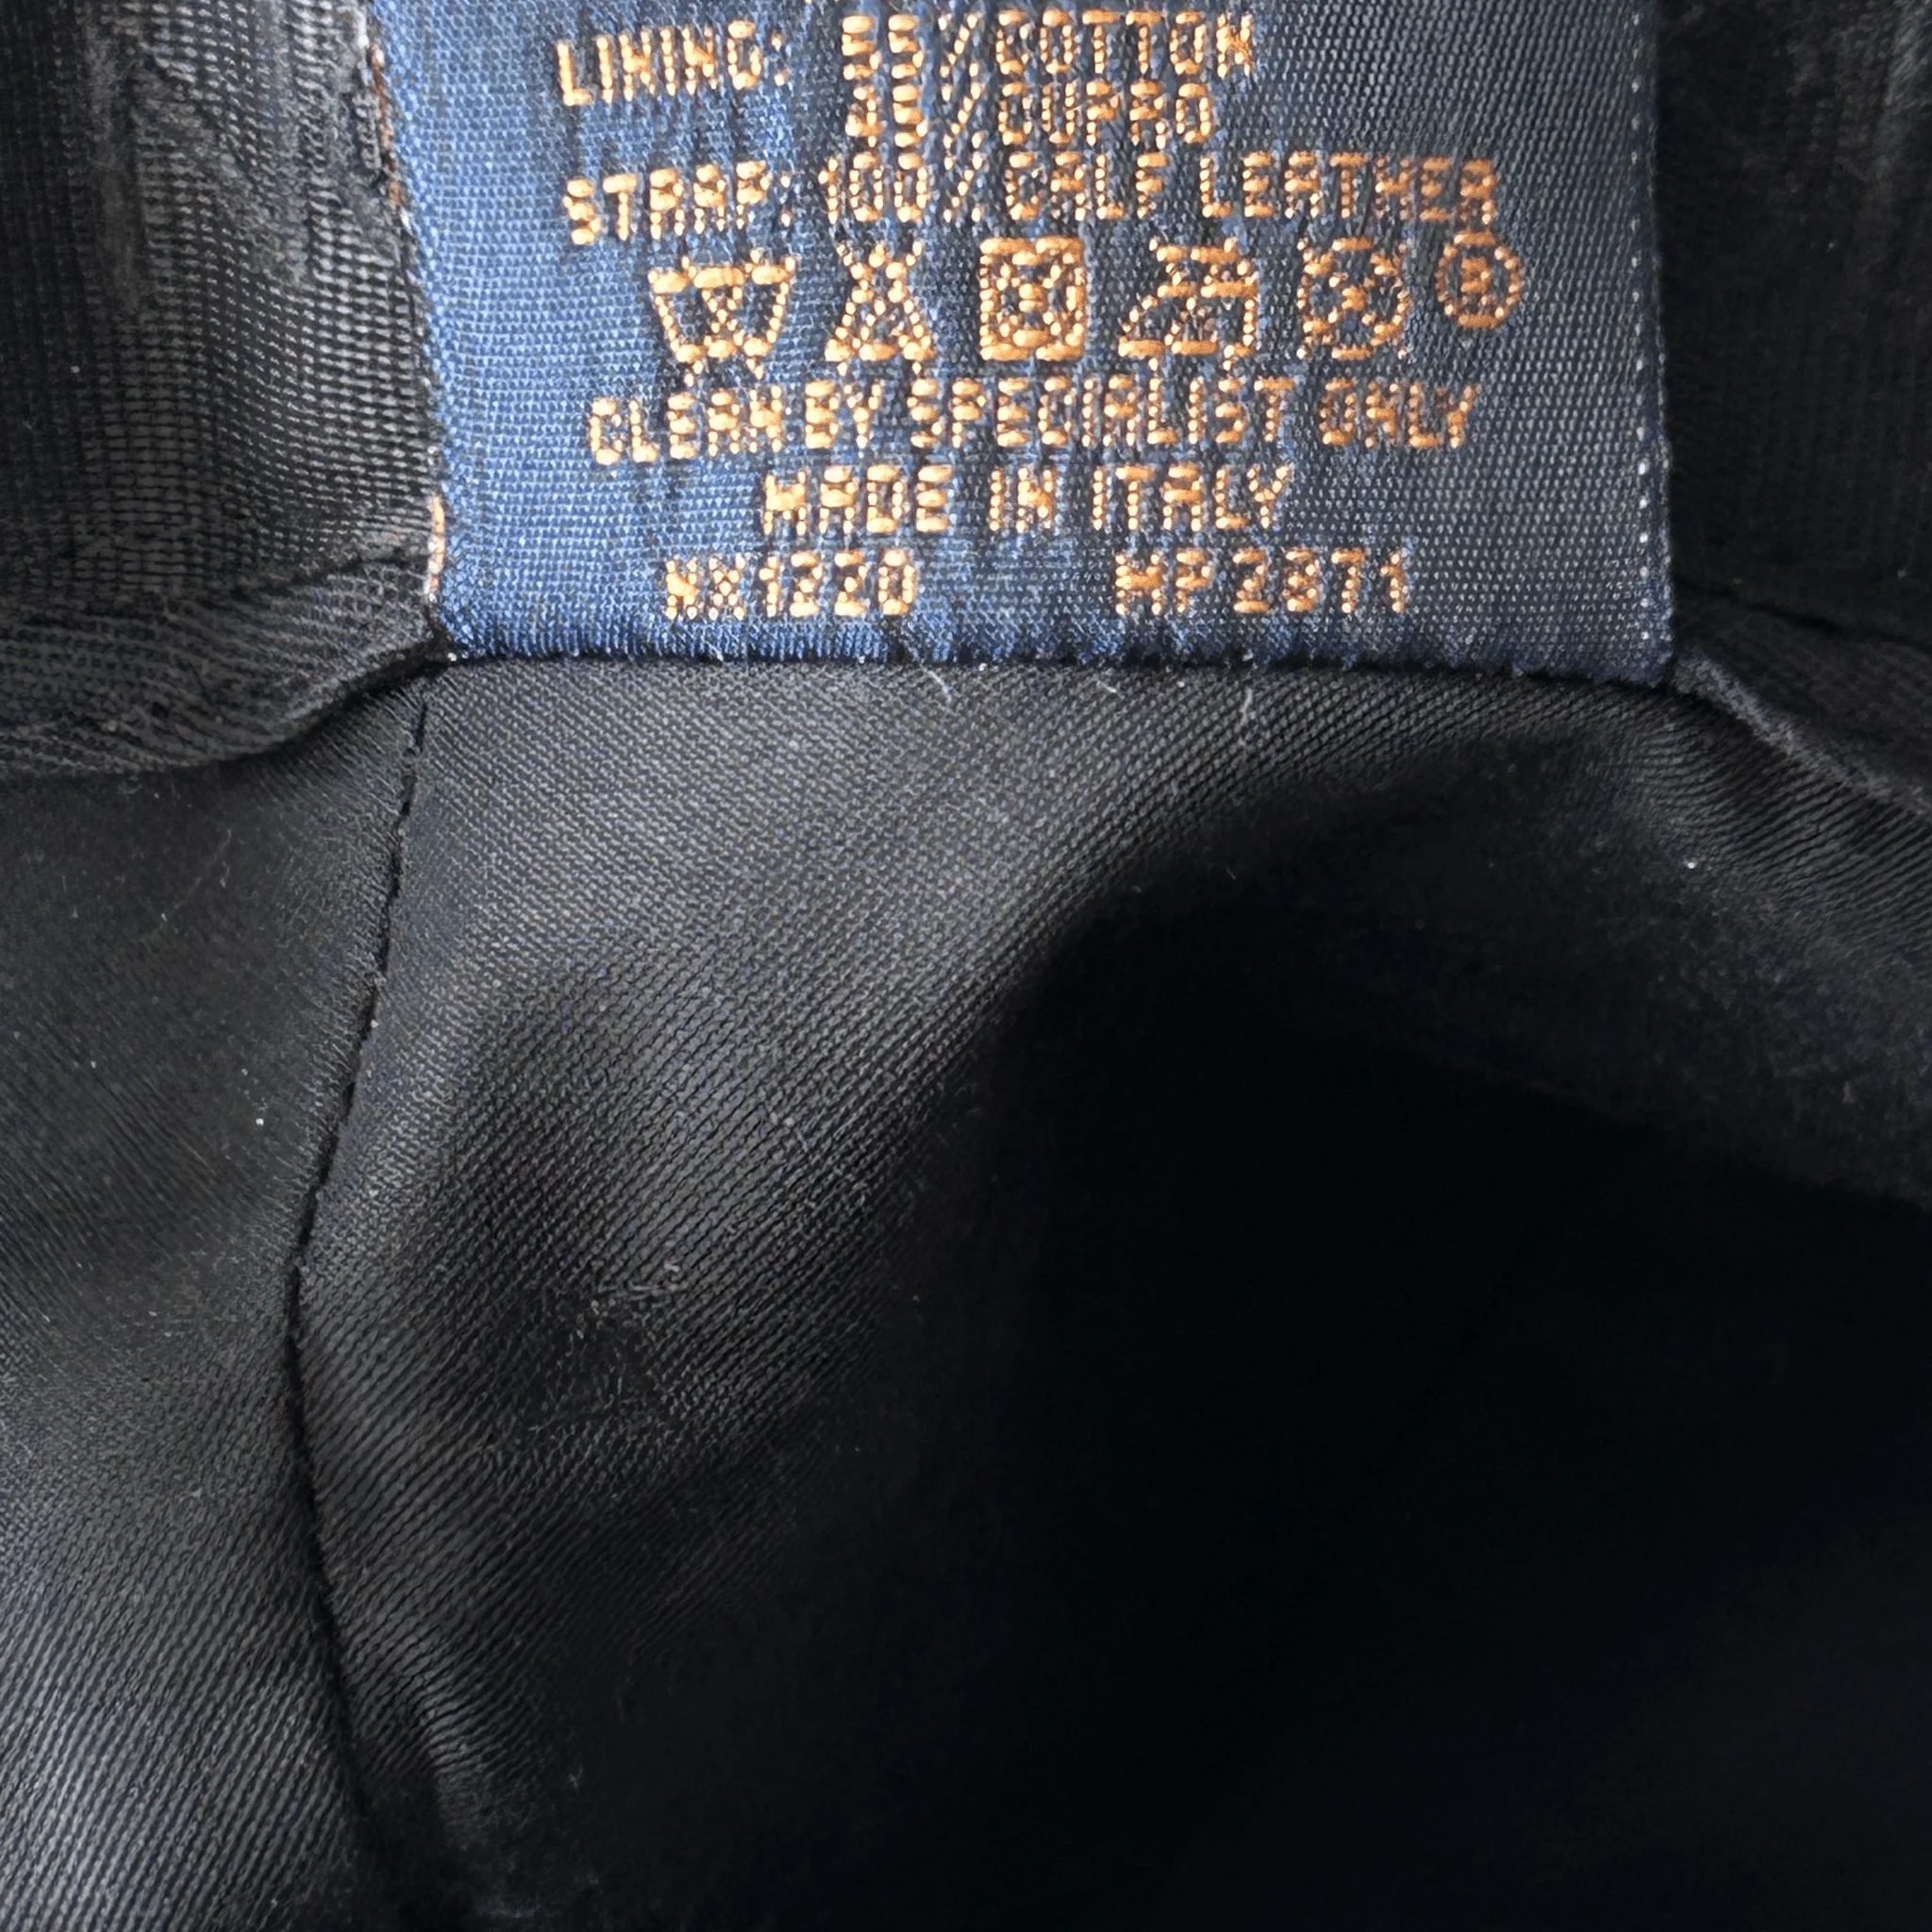 LINING: 55%COTTON
45%CUPRO
STRAP: 100%CALF LEATHER
®
CLEAN BY SPECIALIST ONLY
MADE IN ITALY
NX1220 MP2871